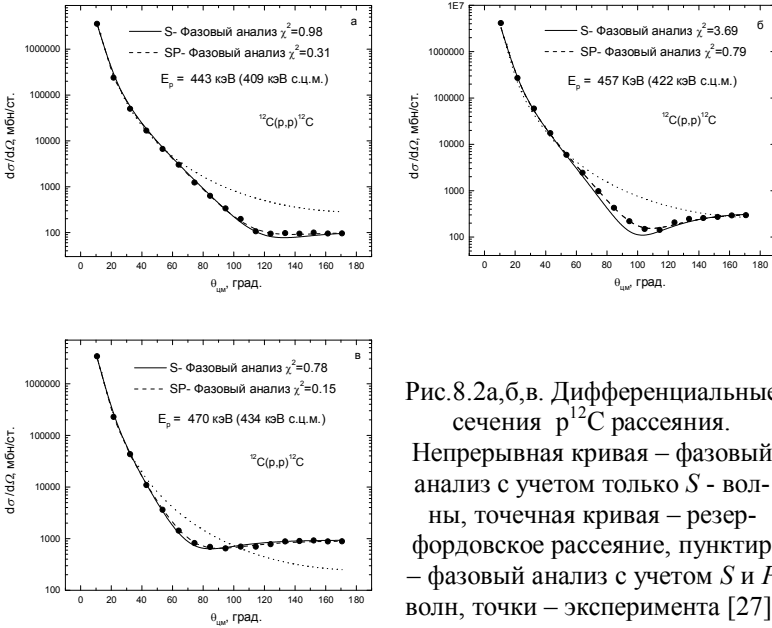 а
S- Фазовый анализ χ²=0.98
SP- Фазовый анализ χ²=0.31
Eₚ = 443 кэВ (409 кэВ с.ц.м.)
¹²C(p,p)¹²C
dσ/dΩ, мбн/ст.
1000000
100000
10000
1000
100
0 20 40 60 80 100 120 140 160 180
θцм, град.
б
S- Фазовый анализ χ²=3.69
SP- Фазовый анализ χ²=0.79
Eₚ = 457 КэВ (422 кэВ с.ц.м.)
¹²C(p,p)¹²C
dσ/dΩ, мбн/ст.
1E7
1000000
100000
10000
1000
100
0 20 40 60 80 100 120 140 160 180
θцм, град.
в
S- Фазовый анализ χ²=0.78
SP- Фазовый анализ χ²=0.15
Eₚ = 470 кэВ (434 кэВ с.ц.м.)
¹²C(p,p)¹²C
dσ/dΩ, мбн/ст.
1000000
100000
10000
1000
100
0 20 40 60 80 100 120 140 160 180
θцм, град.
Рис.8.2а,б,в. Дифференциальные
сечения p¹²C рассеяния.
Непрерывная кривая – фазовый
анализ с учетом только S - вол-
ны, точечная кривая – резер-
фордовское рассеяние, пунктир
– фазовый анализ с учетом S и P
волн, точки – эксперимента [27]